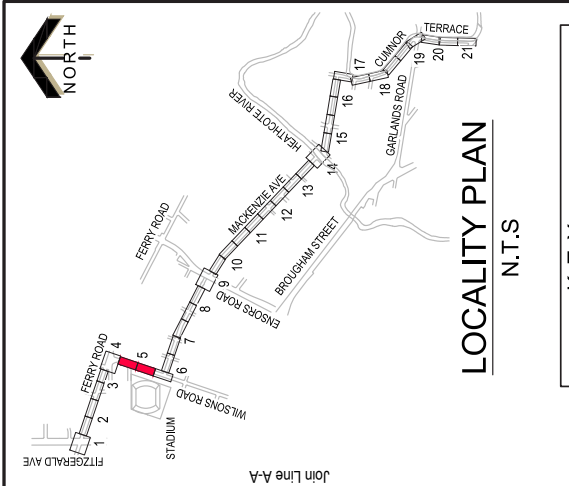 NORTH
FITZGERALD AVE
FERRY ROAD
1
2
3
4
5
6
7
8
9
10
11
12
13
14
15
16
17
18
19
20
21
STADIUM
WILSONS ROAD
FERRY ROAD
ENSORS ROAD
MACKENZIE AVE
BROUGHAM STREET
HEATHCOTE RIVER
GARLANDS ROAD
CUMNOR
TERRACE
LOCALITY PLAN
N.T.S
Join Line A-A